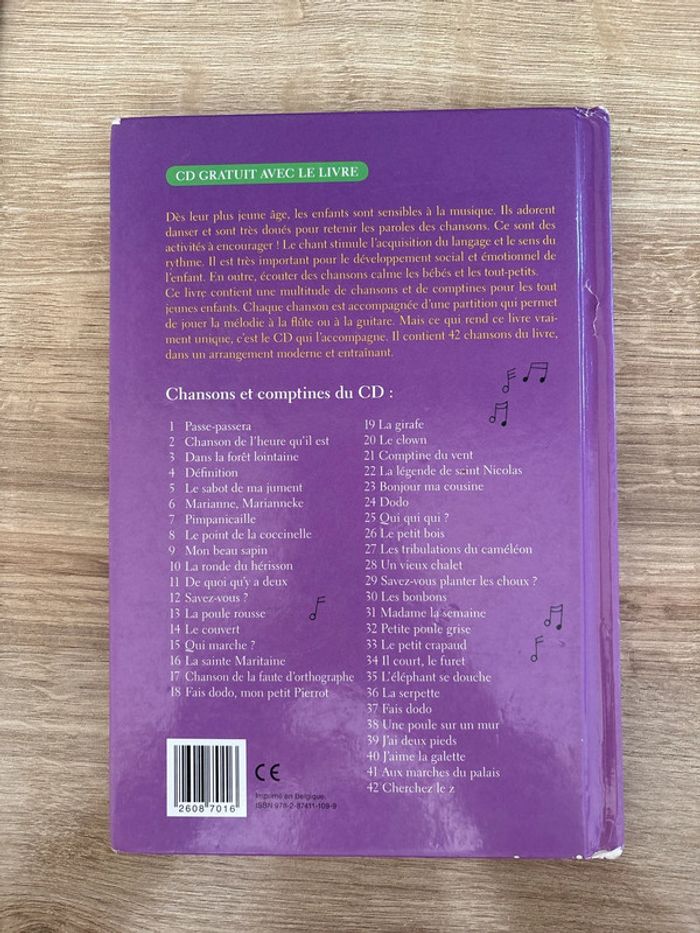 CD GRATUIT AVEC LE LIVRE
Dès leur plus jeune âge, les enfants sont sensibles à la musique. Ils adorent
danser et sont très doués pour retenir les paroles des chansons. Ce sont des
activités à encourager ! Le chant stimule l'acquisition du langage et le sens du
rythme. Il est très important pour le développement social et émotionnel de
l'enfant. En outre, écouter des chansons calme les bébés et les tout-petits.
Ce livre contient une multitude de chansons et de comptines pour les tout
jeunes enfants. Chaque chanson est accompagnée d'une partition qui permet
de jouer la mélodie à la flûte ou à la guitare. Mais ce qui rend ce livre vrai-
ment unique, c'est le CD qui l'accompagne. Il contient 42 chansons du livre,
dans un arrangement moderne et entraînant.
Chansons et comptines du CD :
1 Passe-passera
2 Chanson de l'heure qu'il est
3 Dans la forêt lointaine
4 Définition
5 Le sabot de ma jument
6 Marianne, Marianneke
7 Pimpanicaille
8 Le point de la coccinelle
9 Mon beau sapin
10 La ronde du hérisson
11 De quoi qu'y a deux
12 Savez-vous ?
13 La poule rousse
14 Le couvert
15 Qui marche ?
16 La sainte Maritaine
17 Chanson de la faute d'orthographe
18 Fais dodo, mon petit Pierrot
19 La girafe
20 Le clown
21 Comptine du vent
22 La légende de saint Nicolas
23 Bonjour ma cousine
24 Dodo
25 Qui qui qui ?
26 Le petit bois
27 Les tribulations du caméléon
28 Un vieux chalet
29 Savez-vous planter les choux ?
30 Les bonbons
31 Madame la semaine
32 Petite poule grise
33 Le petit crapaud
34 Il court, le furet
35 L'éléphant se douche
36 La serpette
37 Fais dodo
38 Une poule sur un mur
39 J'ai deux pieds
40 J'aime la galette
41 Aux marches du palais
42 Cherchez le z
2608 7016
CE
Imprimé en Belgique.
ISBN 978-2-87411-109-9